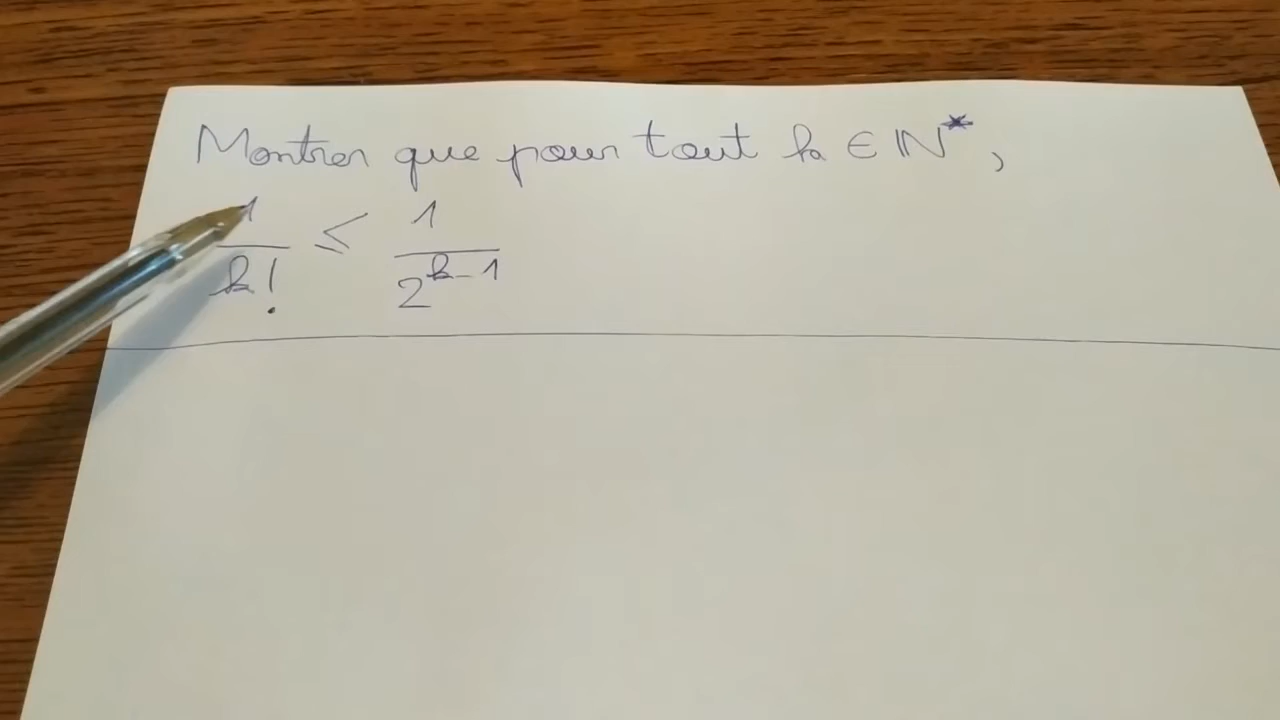 Montrer que pour tout k ∈ ℕ*,
1/k! ≤ 1/2^{k-1}